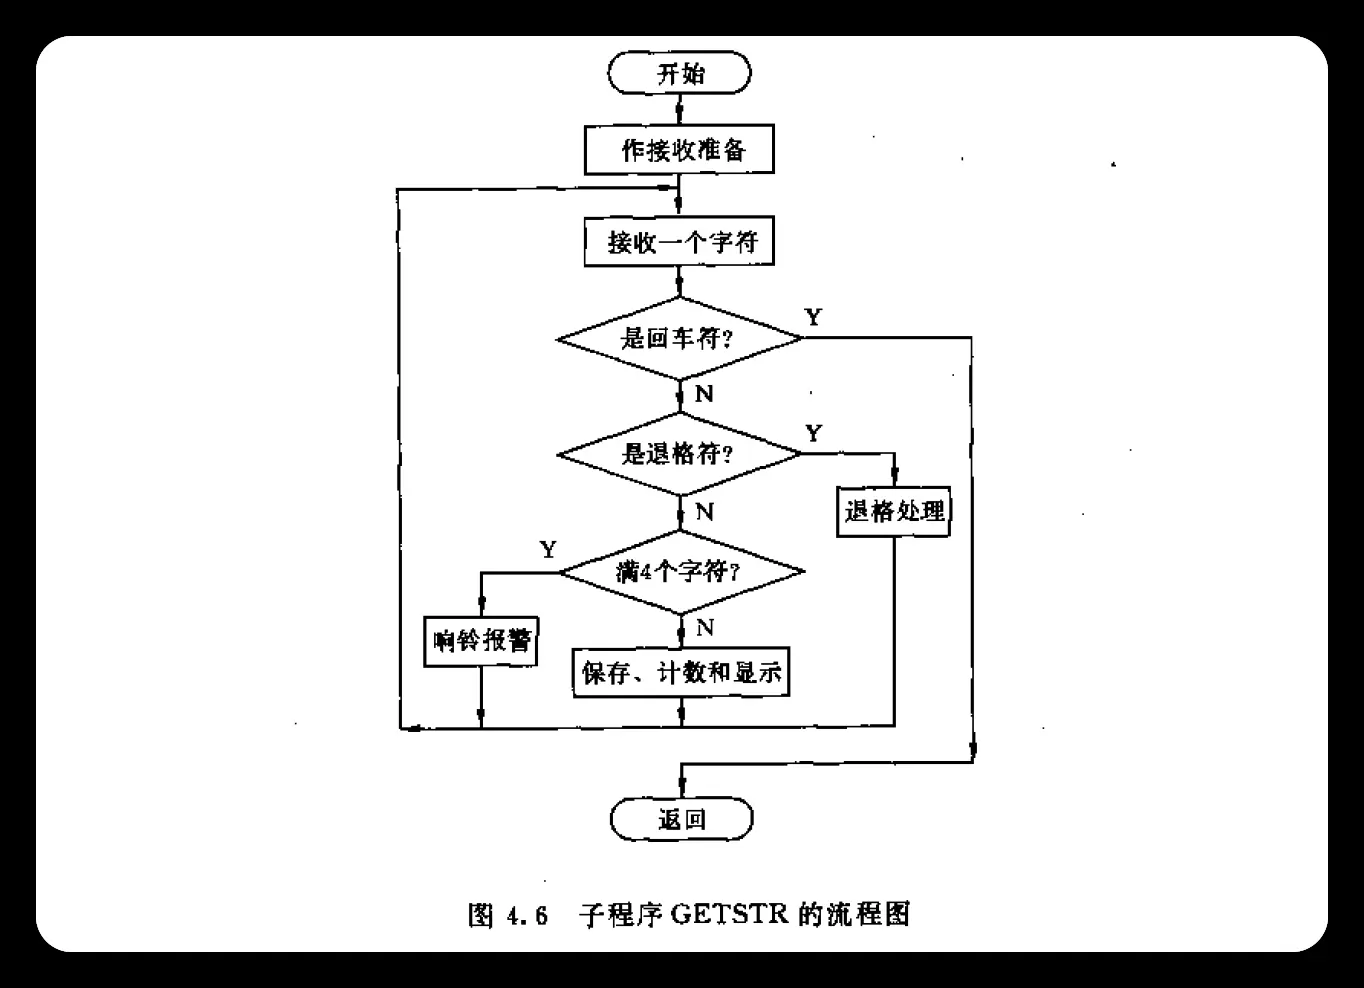 开始
作接收准备
接收一个字符
是回车符?
Y
N
是退格符?
Y
退格处理
N
满4个字符?
Y
响铃报警
N
保存、计数和显示
返回
图 4.6 子程序 GETSTR 的流程图